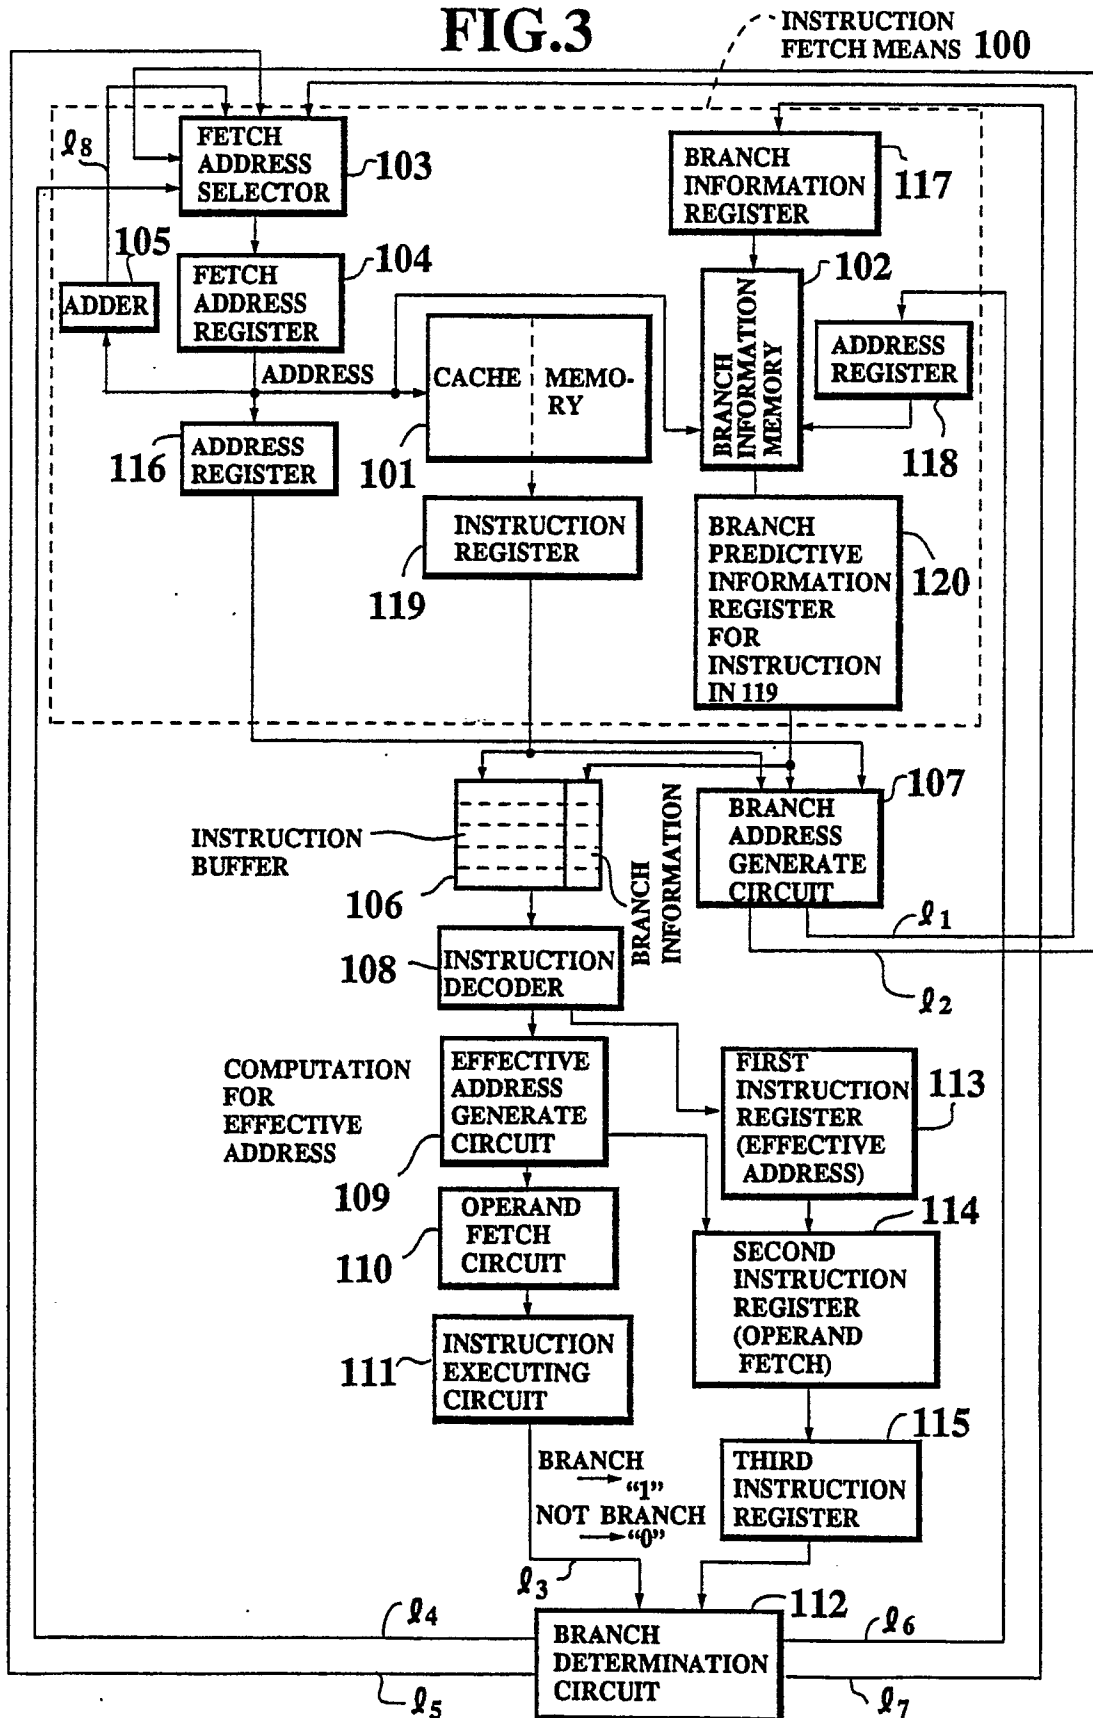 FIG.3
INSTRUCTION
FETCH MEANS 100
FETCH
ADDRESS
SELECTOR
103
ℓ8
BRANCH
INFORMATION
REGISTER
117
105
ADDER
FETCH
ADDRESS
REGISTER
104
102
BRANCH
INFORMATION
MEMORY
ADDRESS
REGISTER
118
ADDRESS
CACHE
MEMO-
RY
101
116
ADDRESS
REGISTER
INSTRUCTION
REGISTER
119
BRANCH
PREDICTIVE
INFORMATION
REGISTER
FOR
INSTRUCTION
IN 119
120
INSTRUCTION
BUFFER
106
BRANCH
INFORMATION
107
BRANCH
ADDRESS
GENERATE
CIRCUIT
ℓ1
ℓ2
108
INSTRUCTION
DECODER
COMPUTATION
FOR
EFFECTIVE
ADDRESS
EFFECTIVE
ADDRESS
GENERATE
CIRCUIT
109
FIRST
INSTRUCTION
REGISTER
(EFFECTIVE
ADDRESS)
113
OPERAND
FETCH
CIRCUIT
110
114
SECOND
INSTRUCTION
REGISTER
(OPERAND
FETCH)
INSTRUCTION
EXECUTING
CIRCUIT
111
115
THIRD
INSTRUCTION
REGISTER
BRANCH
→ “1”
NOT BRANCH
→ “0”
ℓ3
112
BRANCH
DETERMINATION
CIRCUIT
ℓ4
ℓ5
ℓ6
ℓ7